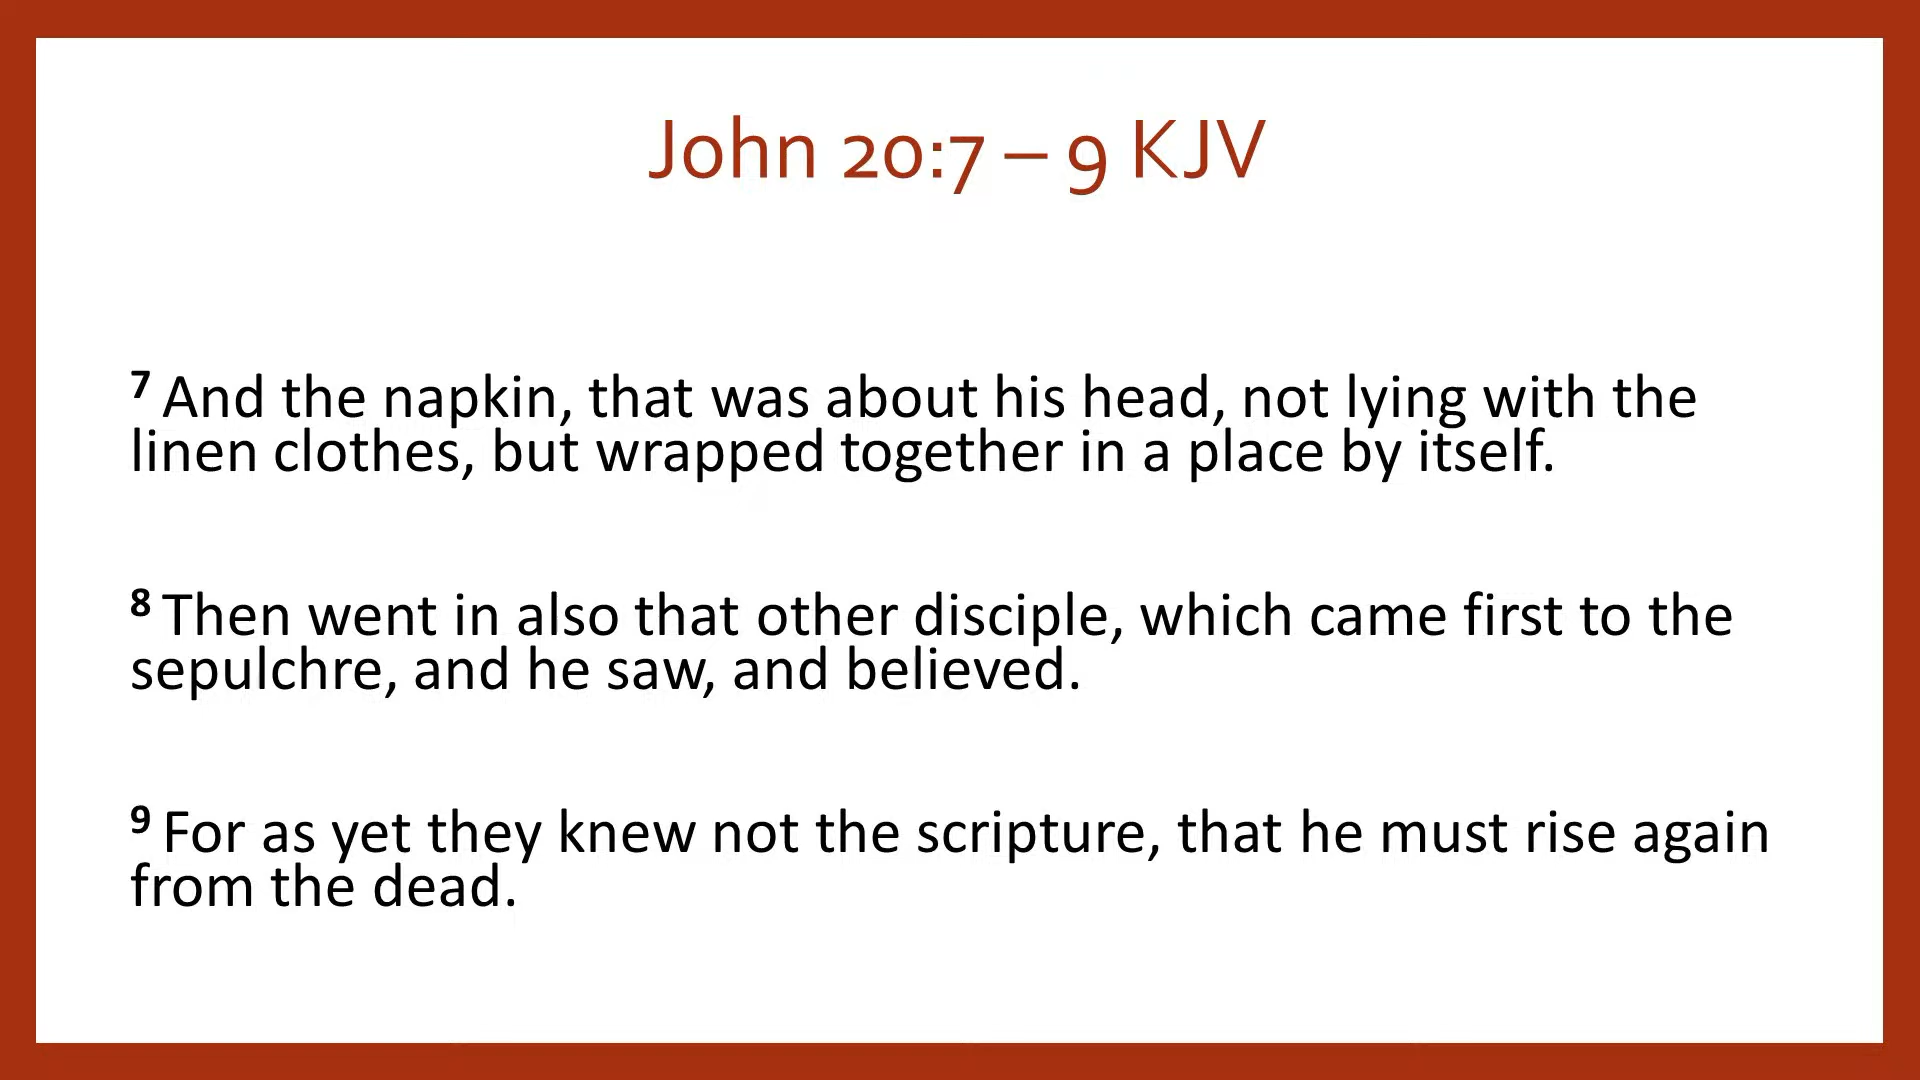 John 20:7 – 9 KJV
7 And the napkin, that was about his head, not lying with the
linen clothes, but wrapped together in a place by itself.
8 Then went in also that other disciple, which came first to the
sepulchre, and he saw, and believed.
9 For as yet they knew not the scripture, that he must rise again
from the dead.